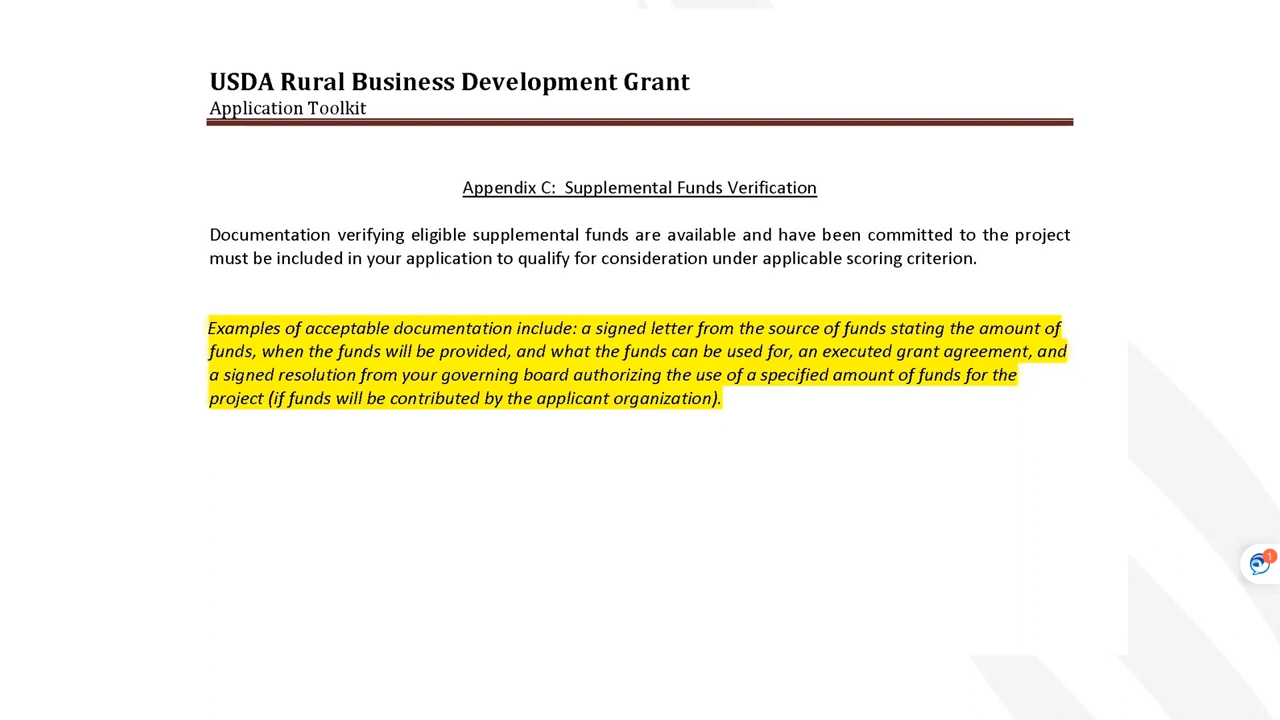 USDA Rural Business Development Grant
Application Toolkit
Appendix C: Supplemental Funds Verification
Documentation verifying eligible supplemental funds are available and have been committed to the project
must be included in your application to qualify for consideration under applicable scoring criterion.
Examples of acceptable documentation include: a signed letter from the source of funds stating the amount of
funds, when the funds will be provided, and what the funds can be used for, an executed grant agreement, and
a signed resolution from your governing board authorizing the use of a specified amount of funds for the
project (if funds will be contributed by the applicant organization).
1